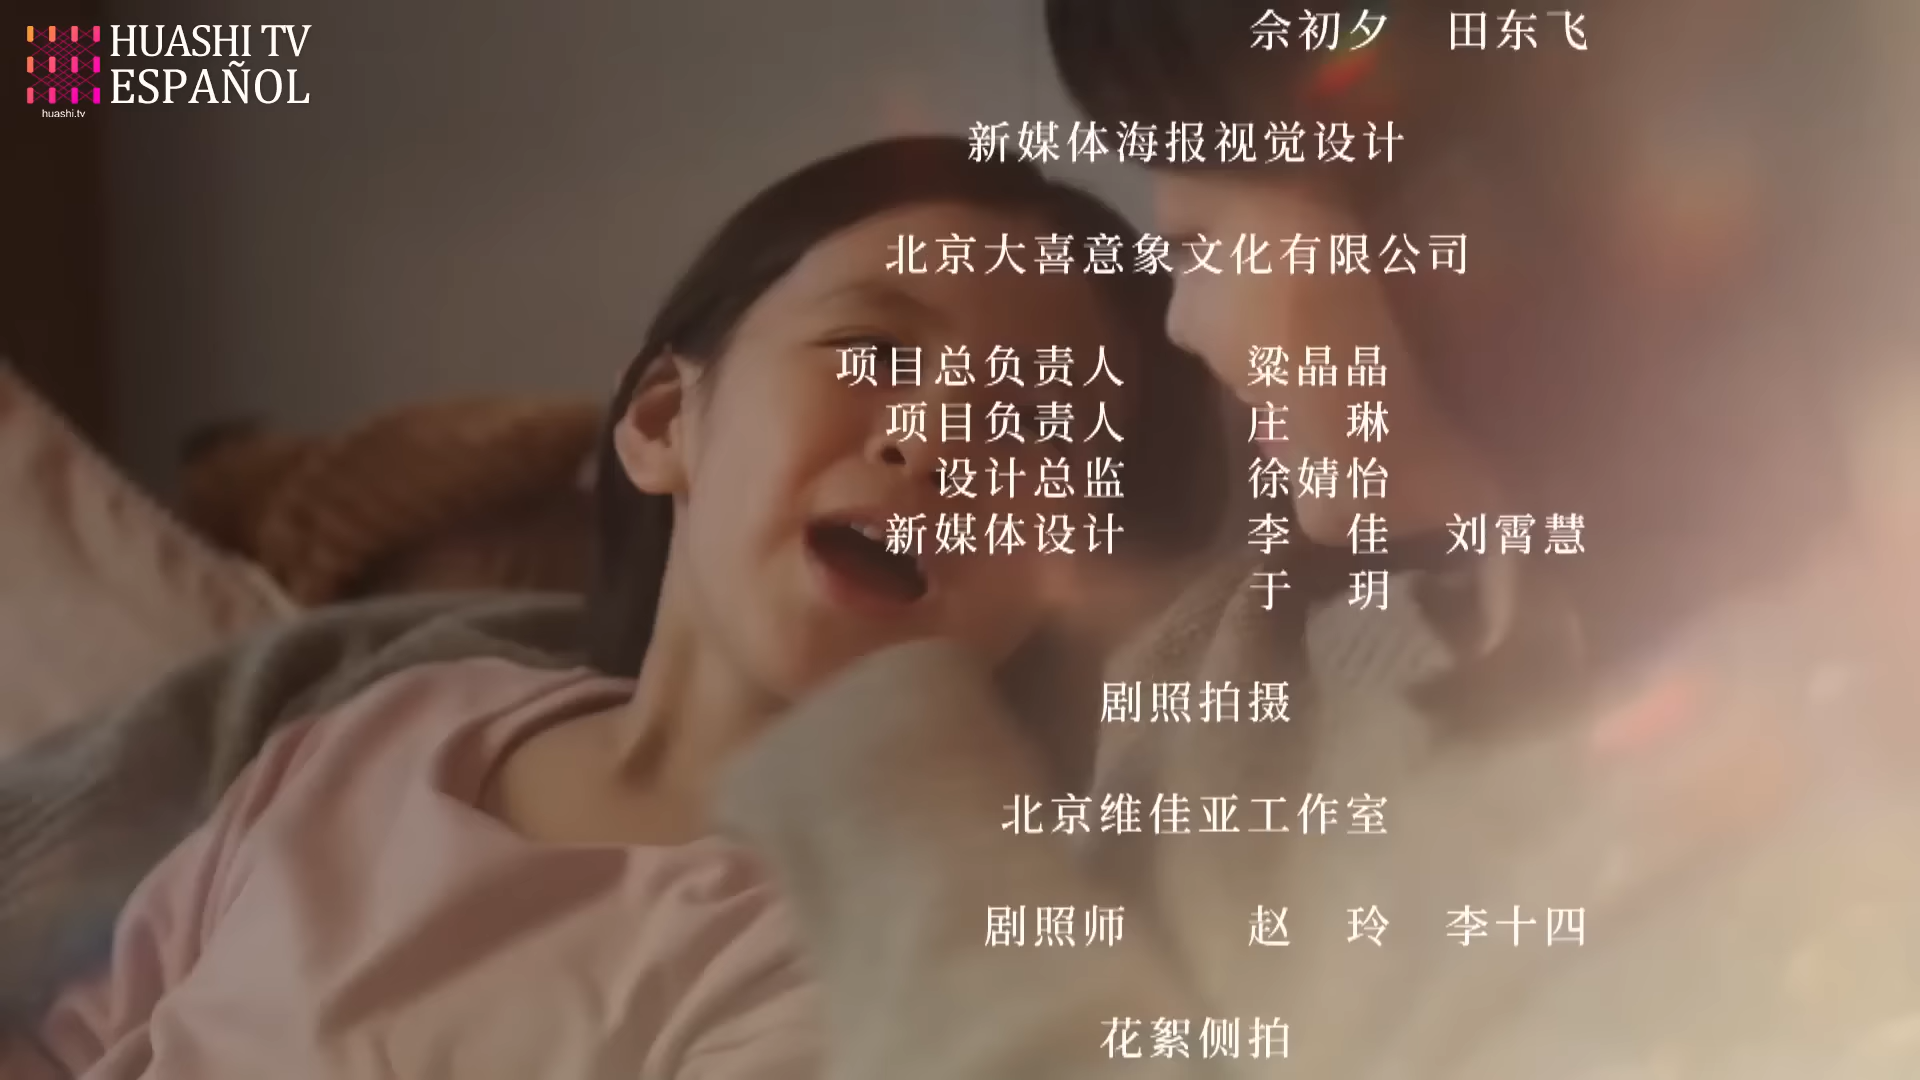 HUASHI TV
ESPAÑOL
huashi.tv
佘初夕 田东飞
新媒体海报视觉设计
北京大喜意象文化有限公司
项目总负责人 梁晶晶
项目负责人 庄 琳
设计总监 徐婧怡
新媒体设计 李 佳 刘霄慧
于 玥
剧照拍摄
北京维佳亚工作室
剧照师 赵 玲 李十四
花絮侧拍